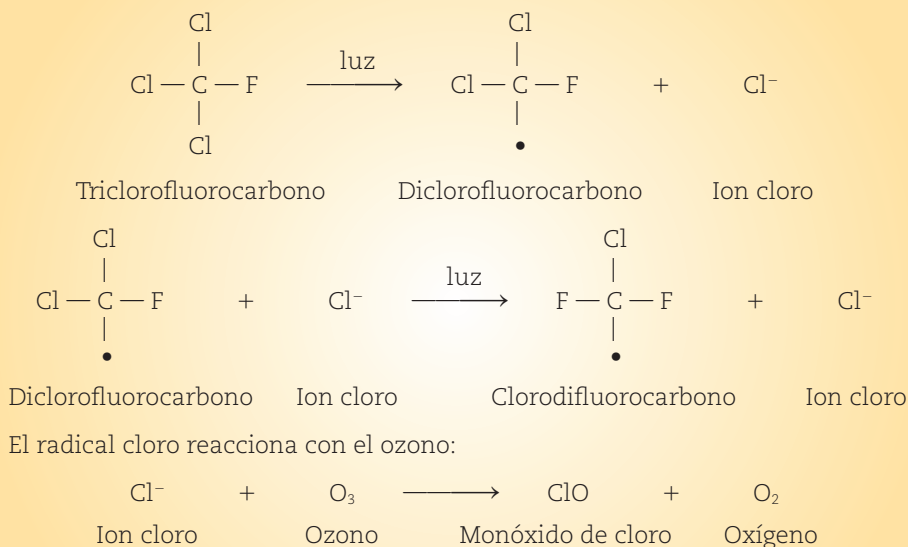 Cl Cl
| luz |
Cl — C — F ⟶ Cl — C — F + Cl⁻
| |
Cl •
Triclorofluorocarbono Diclorofluorocarbono Ion cloro
Cl Cl
| luz |
Cl — C — F + Cl⁻ ⟶ F — C — F + Cl⁻
| |
• •
Diclorofluorocarbono Ion cloro Clorodifluorocarbono Ion cloro
El radical cloro reacciona con el ozono:
Cl⁻ + O₃ ⟶ ClO + O₂
Ion cloro Ozono Monóxido de cloro Oxígeno